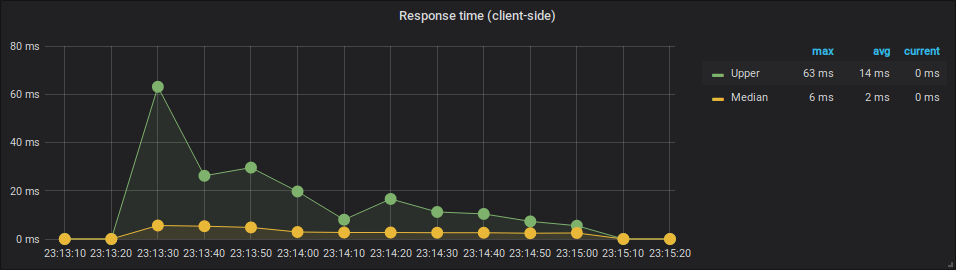 Response time (client-side)
80 ms
60 ms
40 ms
20 ms
0 ms
23:13:10 23:13:20 23:13:30 23:13:40 23:13:50 23:14:00 23:14:10 23:14:20 23:14:30 23:14:40 23:14:50 23:15:00 23:15:10 23:15:20
max avg current
Upper 63 ms 14 ms 0 ms
Median 6 ms 2 ms 0 ms